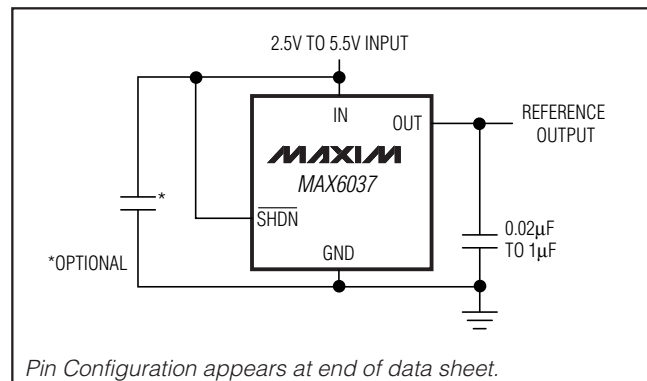 2.5V TO 5.5V INPUT
IN
OUT
REFERENCE
OUTPUT
MAXIM
MAX6037
*
SHDN
0.02µF
TO 1µF
GND
*OPTIONAL
Pin Configuration appears at end of data sheet.